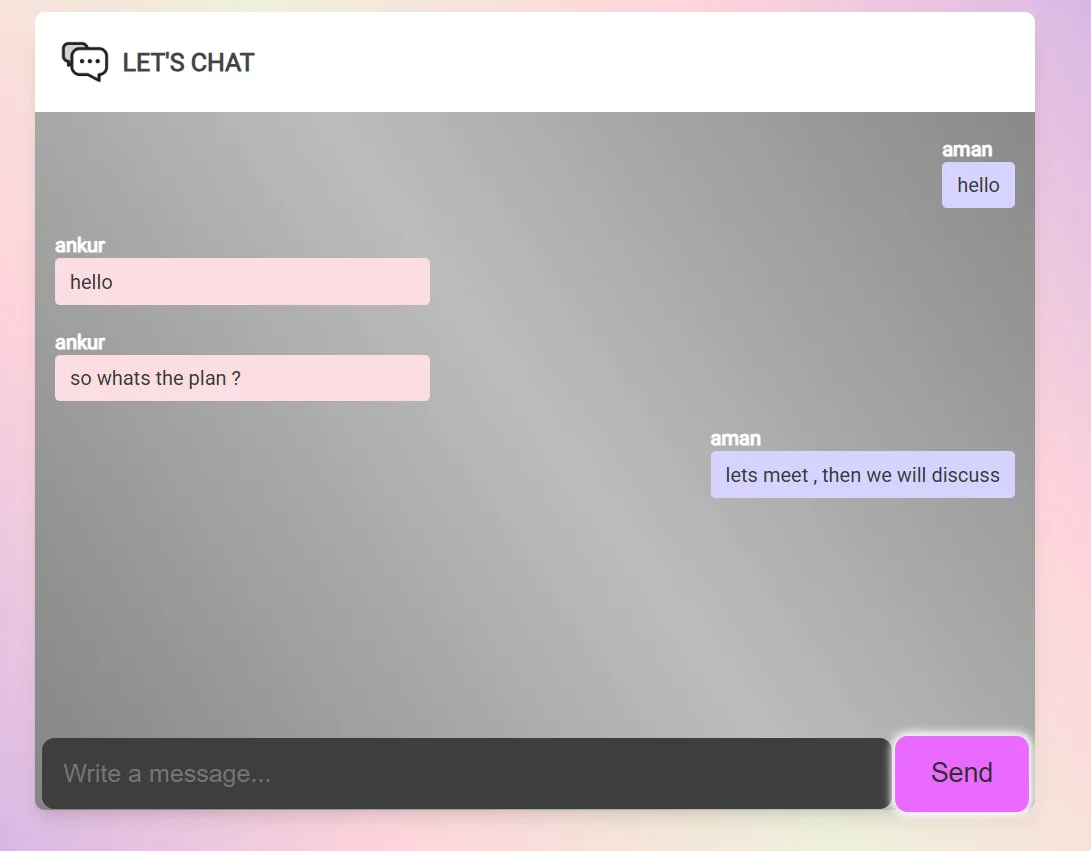 LET'S CHAT
aman
hello
ankur
hello
ankur
so whats the plan ?
aman
lets meet , then we will discuss
Write a message...
Send